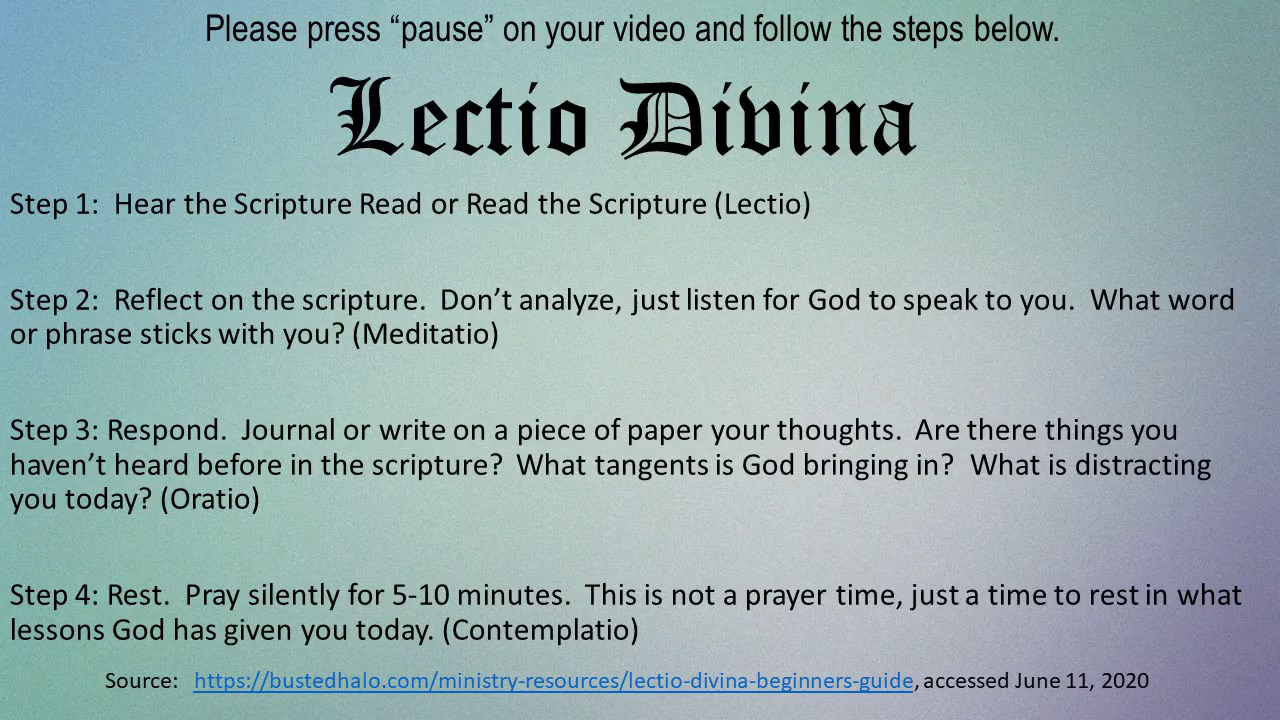 Please press “pause” on your video and follow the steps below.
Lectio Divina
Step 1:  Hear the Scripture Read or Read the Scripture (Lectio)
Step 2:  Reflect on the scripture.  Don’t analyze, just listen for God to speak to you.  What word
or phrase sticks with you? (Meditatio)
Step 3: Respond.  Journal or write on a piece of paper your thoughts.  Are there things you
haven’t heard before in the scripture?  What tangents is God bringing in?  What is distracting
you today? (Oratio)
Step 4: Rest.  Pray silently for 5-10 minutes.  This is not a prayer time, just a time to rest in what
lessons God has given you today. (Contemplatio)
Source:   https://bustedhalo.com/ministry-resources/lectio-divina-beginners-guide, accessed June 11, 2020